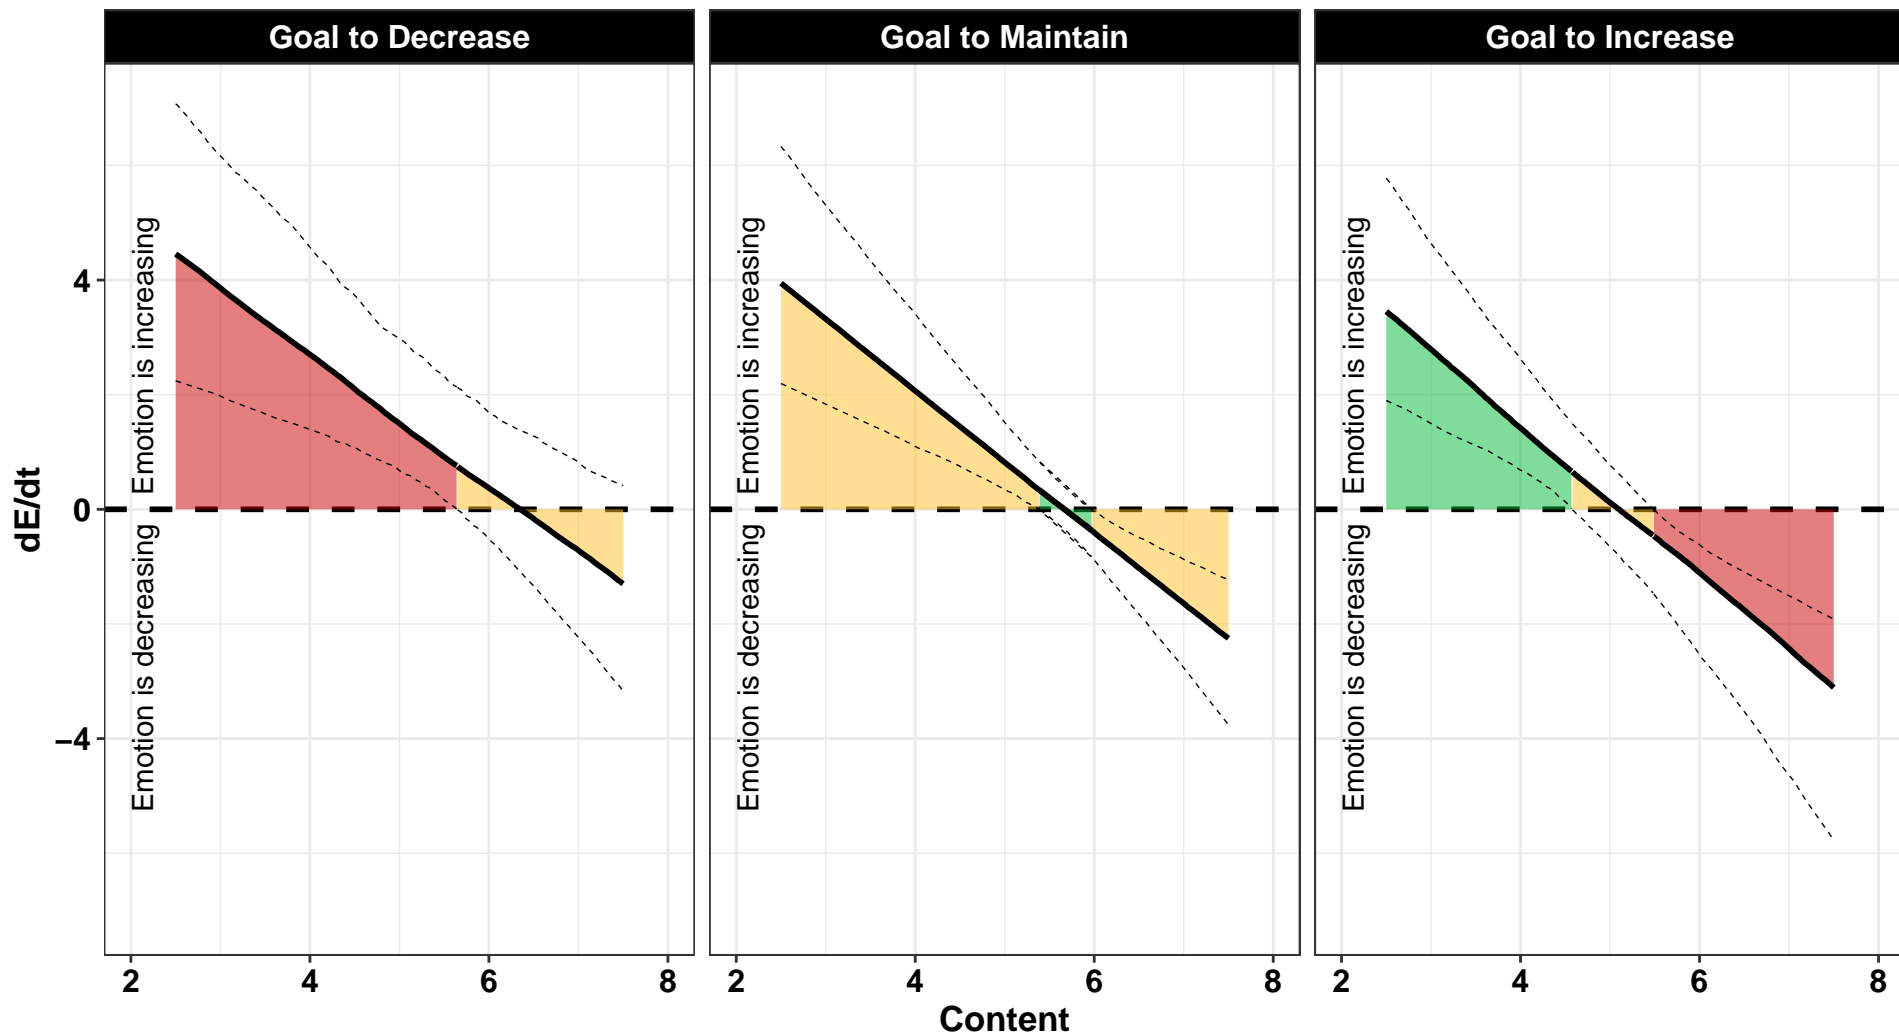 Goal to Decrease
Goal to Maintain
Goal to Increase
dE/dt
4
0
−4
Emotion is increasing
Emotion is decreasing
Emotion is increasing
Emotion is decreasing
Emotion is increasing
Emotion is decreasing
2 4 6 8
2 4 6 8
2 4 6 8
Content